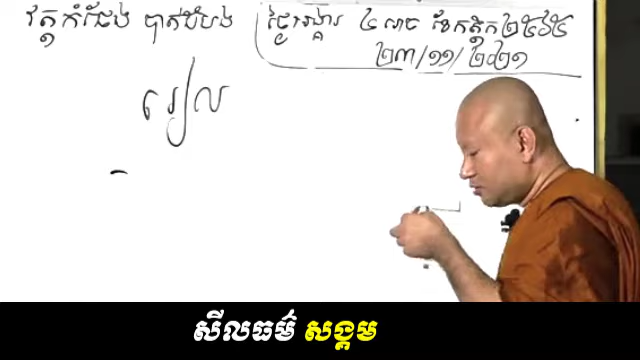 វត្តកំផែង បាត់ដំបង
ថ្ងៃអង្គារ ៤ រោច ខែកត្តិក ២៥៦៥
២៣/១១/២០២១
រៀល
សីលធម៌ សង្គម